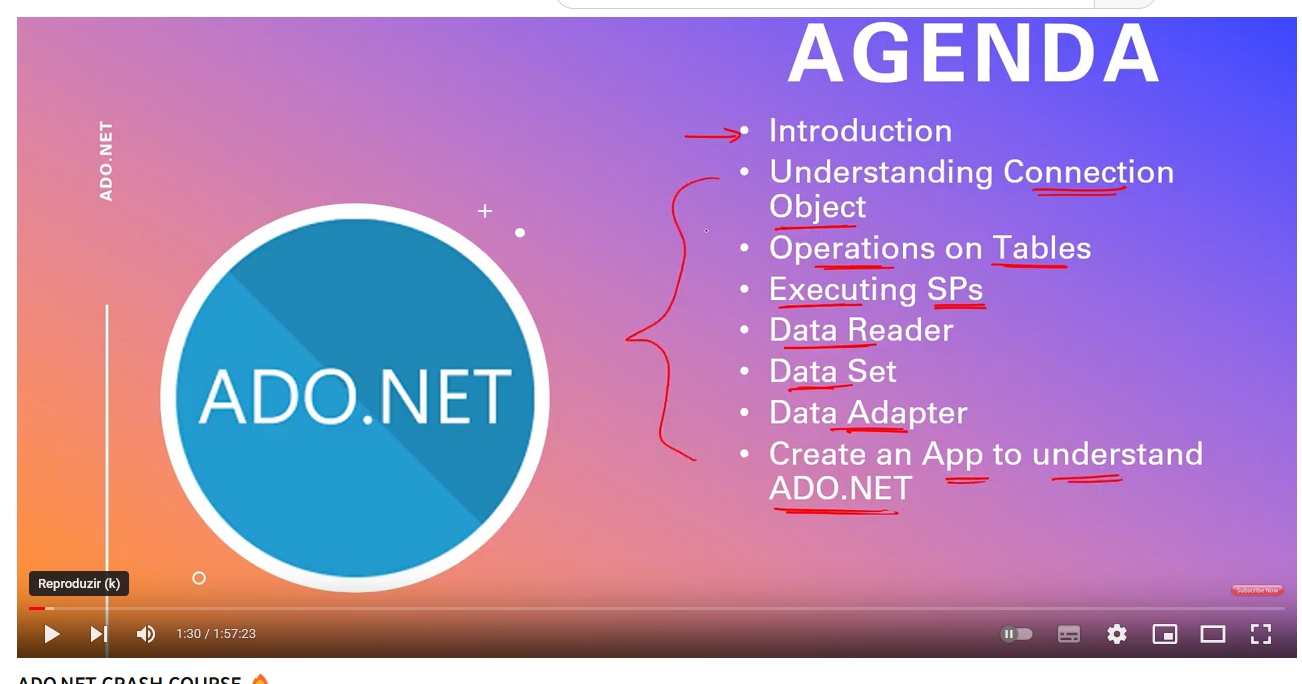 AGENDA
ADO.NET
• Introduction
• Understanding Connection
Object
• Operations on Tables
• Executing SPs
• Data Reader
• Data Set
• Data Adapter
• Create an App to understand
ADO.NET
ADO.NET
Reproduzir (k)
Subscribe Now
1:30 / 1:57:23
ADO.NET CRASH COURSE 🔥